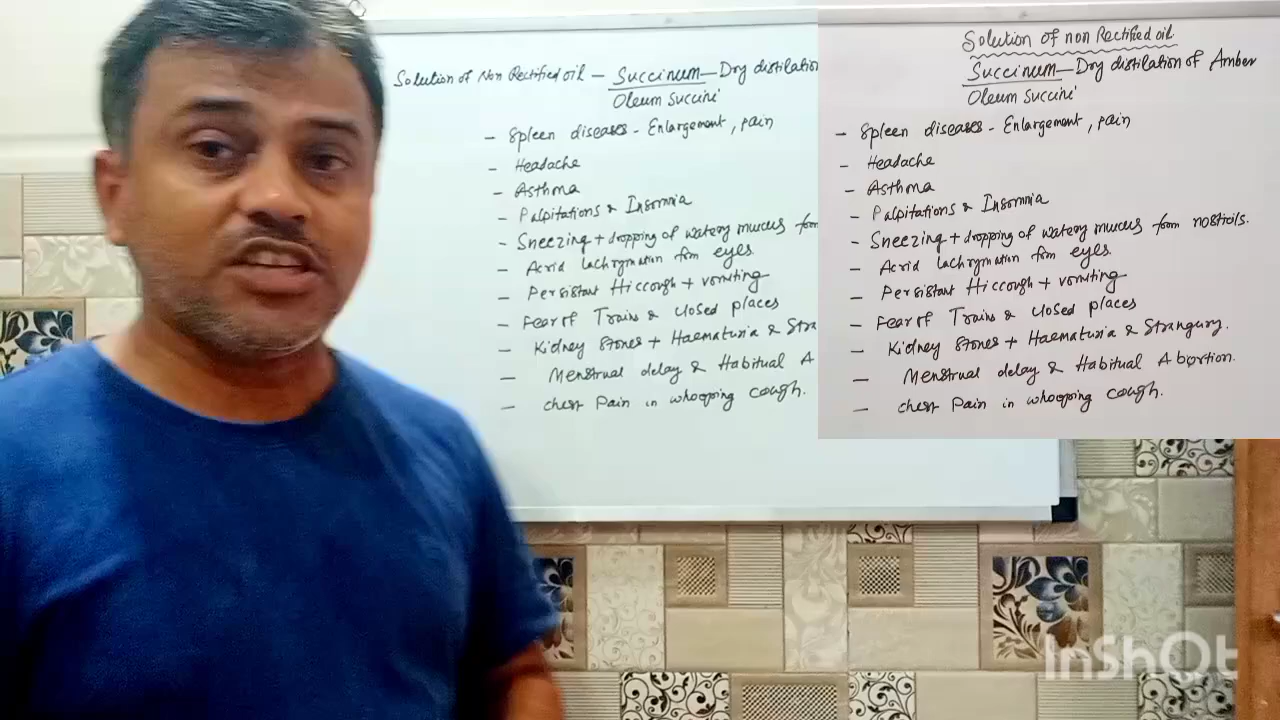 Solution of Non Rectified oil – Succinum – Dry distilation
Oleum Succini
- Spleen diseases - Enlargement, pain
- Headache
- Asthma
- Palpitations & Insomnia
- Sneezing + dropping of watery mucus from
- Acrid lachrymation from eyes
- Persistant Hiccough + vomiting
- Fear of Trains & closed places
- Kidney Stones + Haematuria & Stra
- Menstrual delay & Habitual A
- chest Pain in whooping cough.
Solution of non Rectified oil
Succinum – Dry distilation of Amber
Oleum Succini
- Spleen diseases - Enlargement, pain
- Headache
- Asthma
- Palpitations & Insomnia
- Sneezing + dropping of watery mucus from nostrils.
- Acrid lachrymation from eyes
- Persistant Hiccough + vomiting
- Fear of Trains & closed places
- Kidney Stones + Haematuria & Strangury.
- Menstrual delay & Habitual Abortion.
- chest Pain in whooping cough.
InShOt